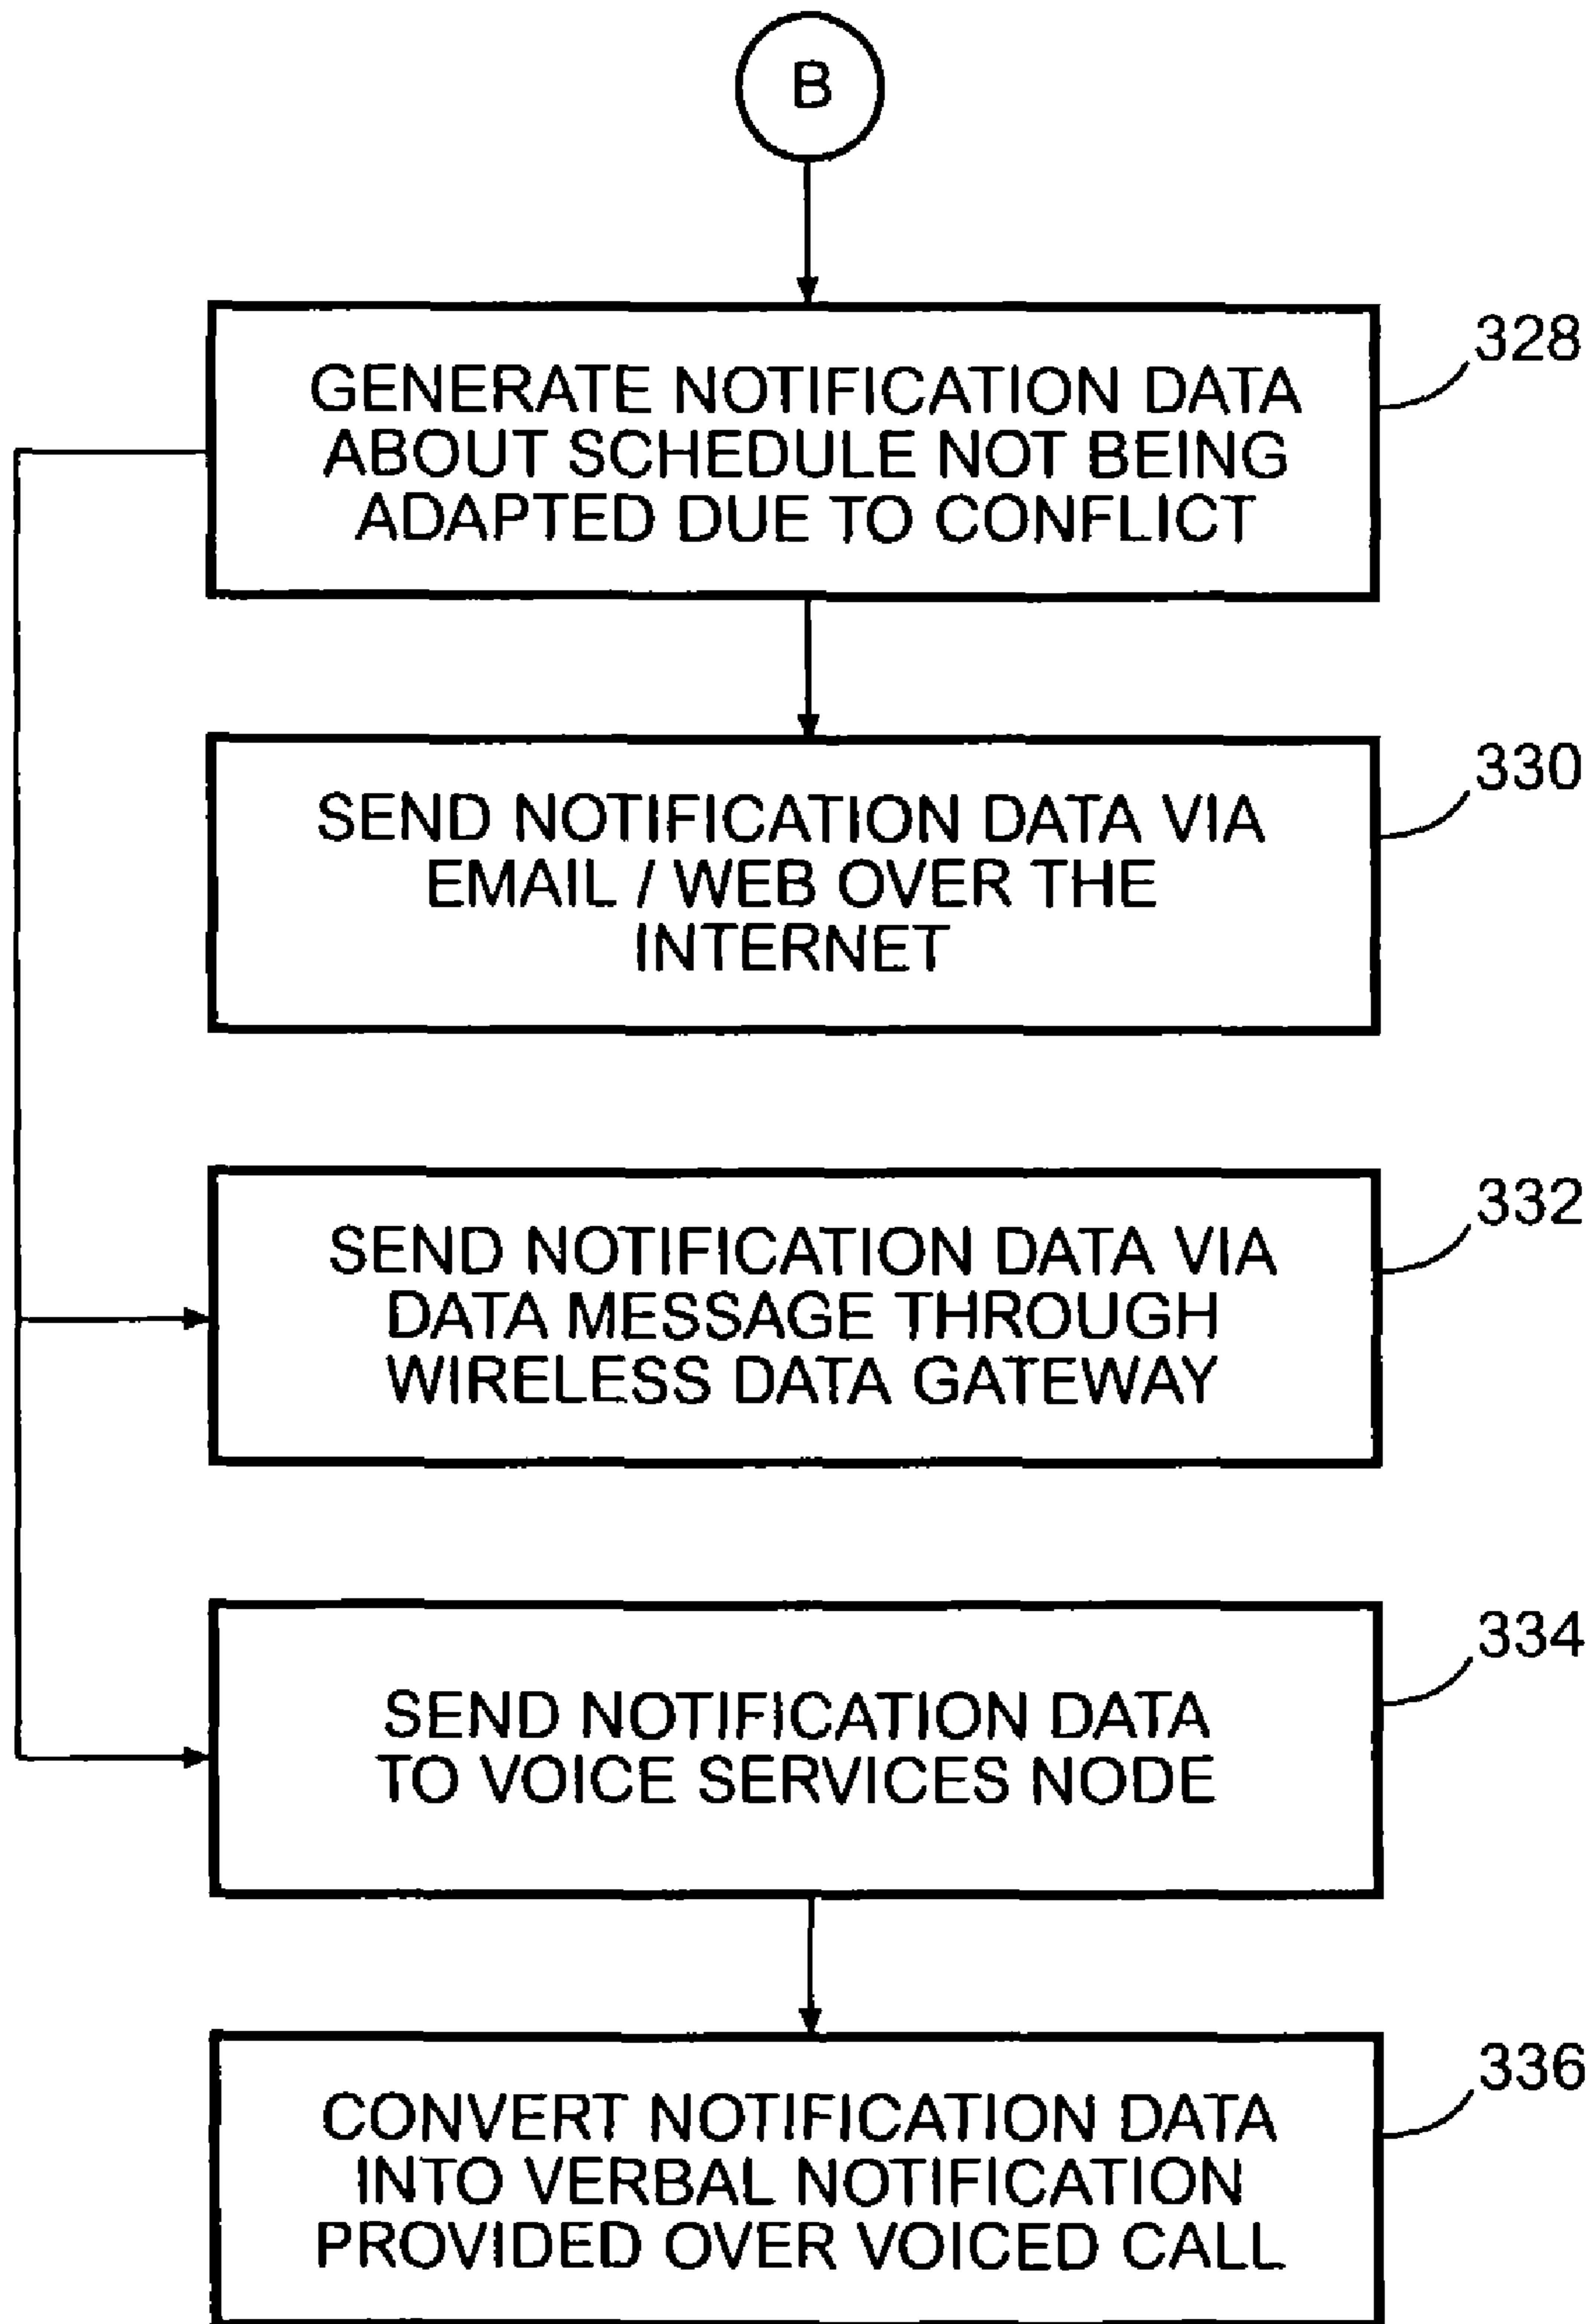 B
GENERATE NOTIFICATION DATA
ABOUT SCHEDULE NOT BEING
ADAPTED DUE TO CONFLICT
328
SEND NOTIFICATION DATA VIA
EMAIL / WEB OVER THE
INTERNET
330
SEND NOTIFICATION DATA VIA
DATA MESSAGE THROUGH
WIRELESS DATA GATEWAY
332
SEND NOTIFICATION DATA
TO VOICE SERVICES NODE
334
CONVERT NOTIFICATION DATA
INTO VERBAL NOTIFICATION
PROVIDED OVER VOICED CALL
336